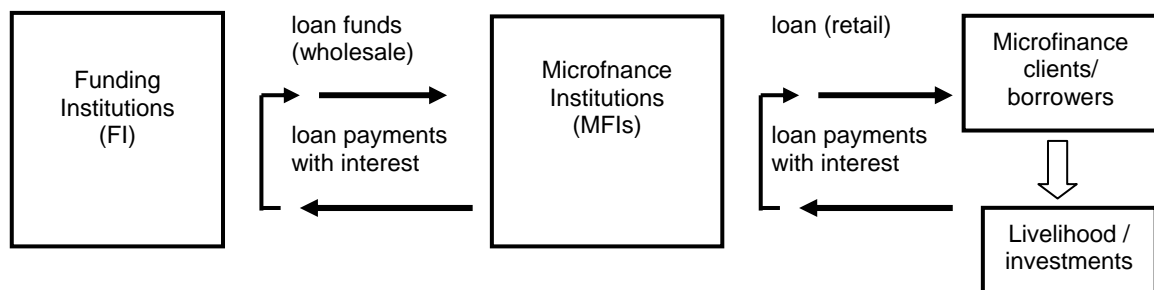 Funding
Institutions
(FI)
loan funds
(wholesale)
loan payments
with interest
Microfnance
Institutions
(MFIs)
loan (retail)
loan payments
with interest
Microfinance
clients/
borrowers
Livelihood /
investments